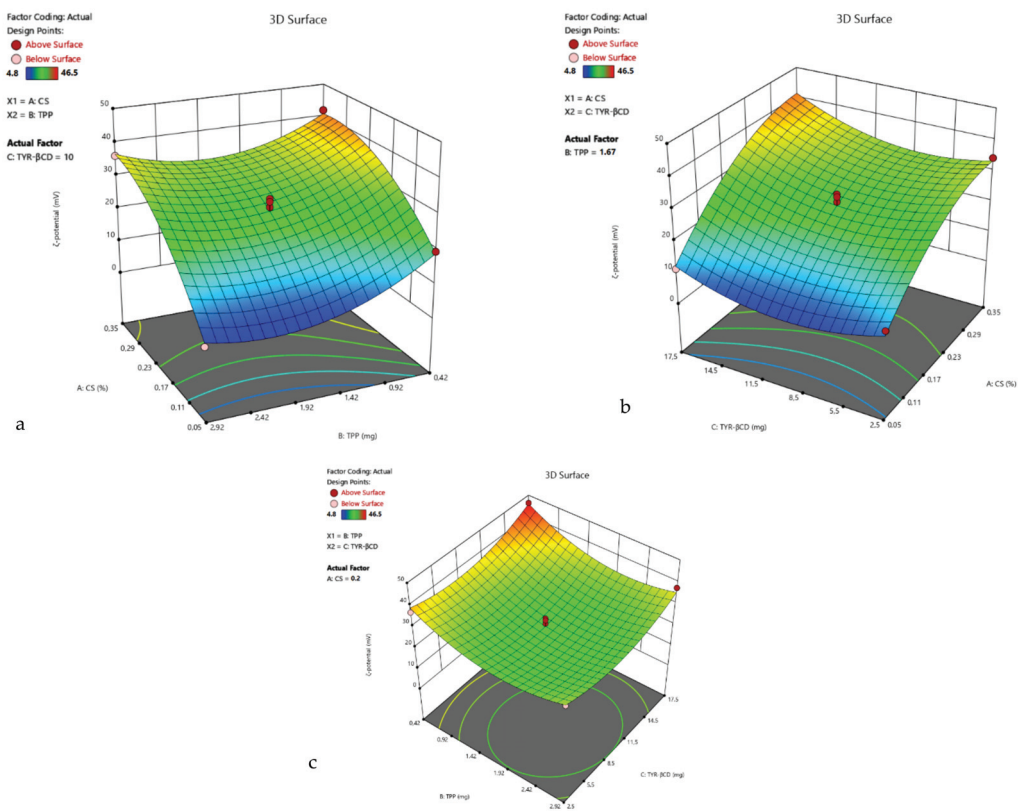 Factor Coding: Actual
3D Surface
Design Points:
Above Surface
Below Surface
4.8 46.5
X1 = A: CS
X2 = B: TPP
Actual Factor
C: TYR-βCD = 10
50
40
30
20
10
0
ζ-potential (mV)
0.35
0.29
0.23
0.17
0.11
0.05
A: CS (%)
2.92
2.42
1.92
1.42
0.92
0.42
B: TPP (mg)
a
Factor Coding: Actual
3D Surface
Design Points:
Above Surface
Below Surface
4.8 46.5
X1 = A: CS
X2 = C: TYR-βCD
Actual Factor
B: TPP = 1.67
50
40
30
20
10
0
ζ-potential (mV)
17.5
14.5
11.5
8.5
5.5
2.5
C: TYR-βCD (mg)
0.05
0.11
0.17
0.23
0.29
0.35
A: CS (%)
b
Factor Coding: Actual
3D Surface
Design Points:
Above Surface
Below Surface
4.8 46.5
X1 = B: TPP
X2 = C: TYR-βCD
Actual Factor
A: CS = 0.2
50
40
30
20
10
0
ζ-potential (mV)
0.42
0.92
1.42
1.92
2.42
2.92
B: TPP (mg)
2.5
5.5
8.5
11.5
14.5
17.5
C: TYR-βCD (mg)
c